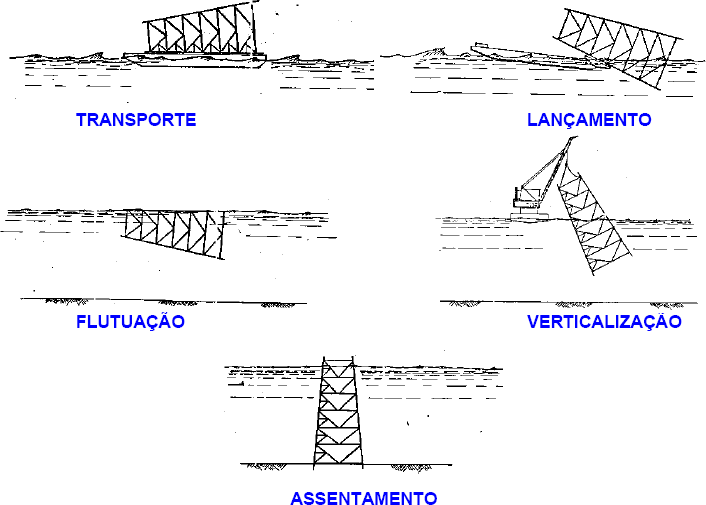 TRANSPORTE
LANÇAMENTO
FLUTUAÇÃO
VERTICALIZAÇÃO
ASSENTAMENTO